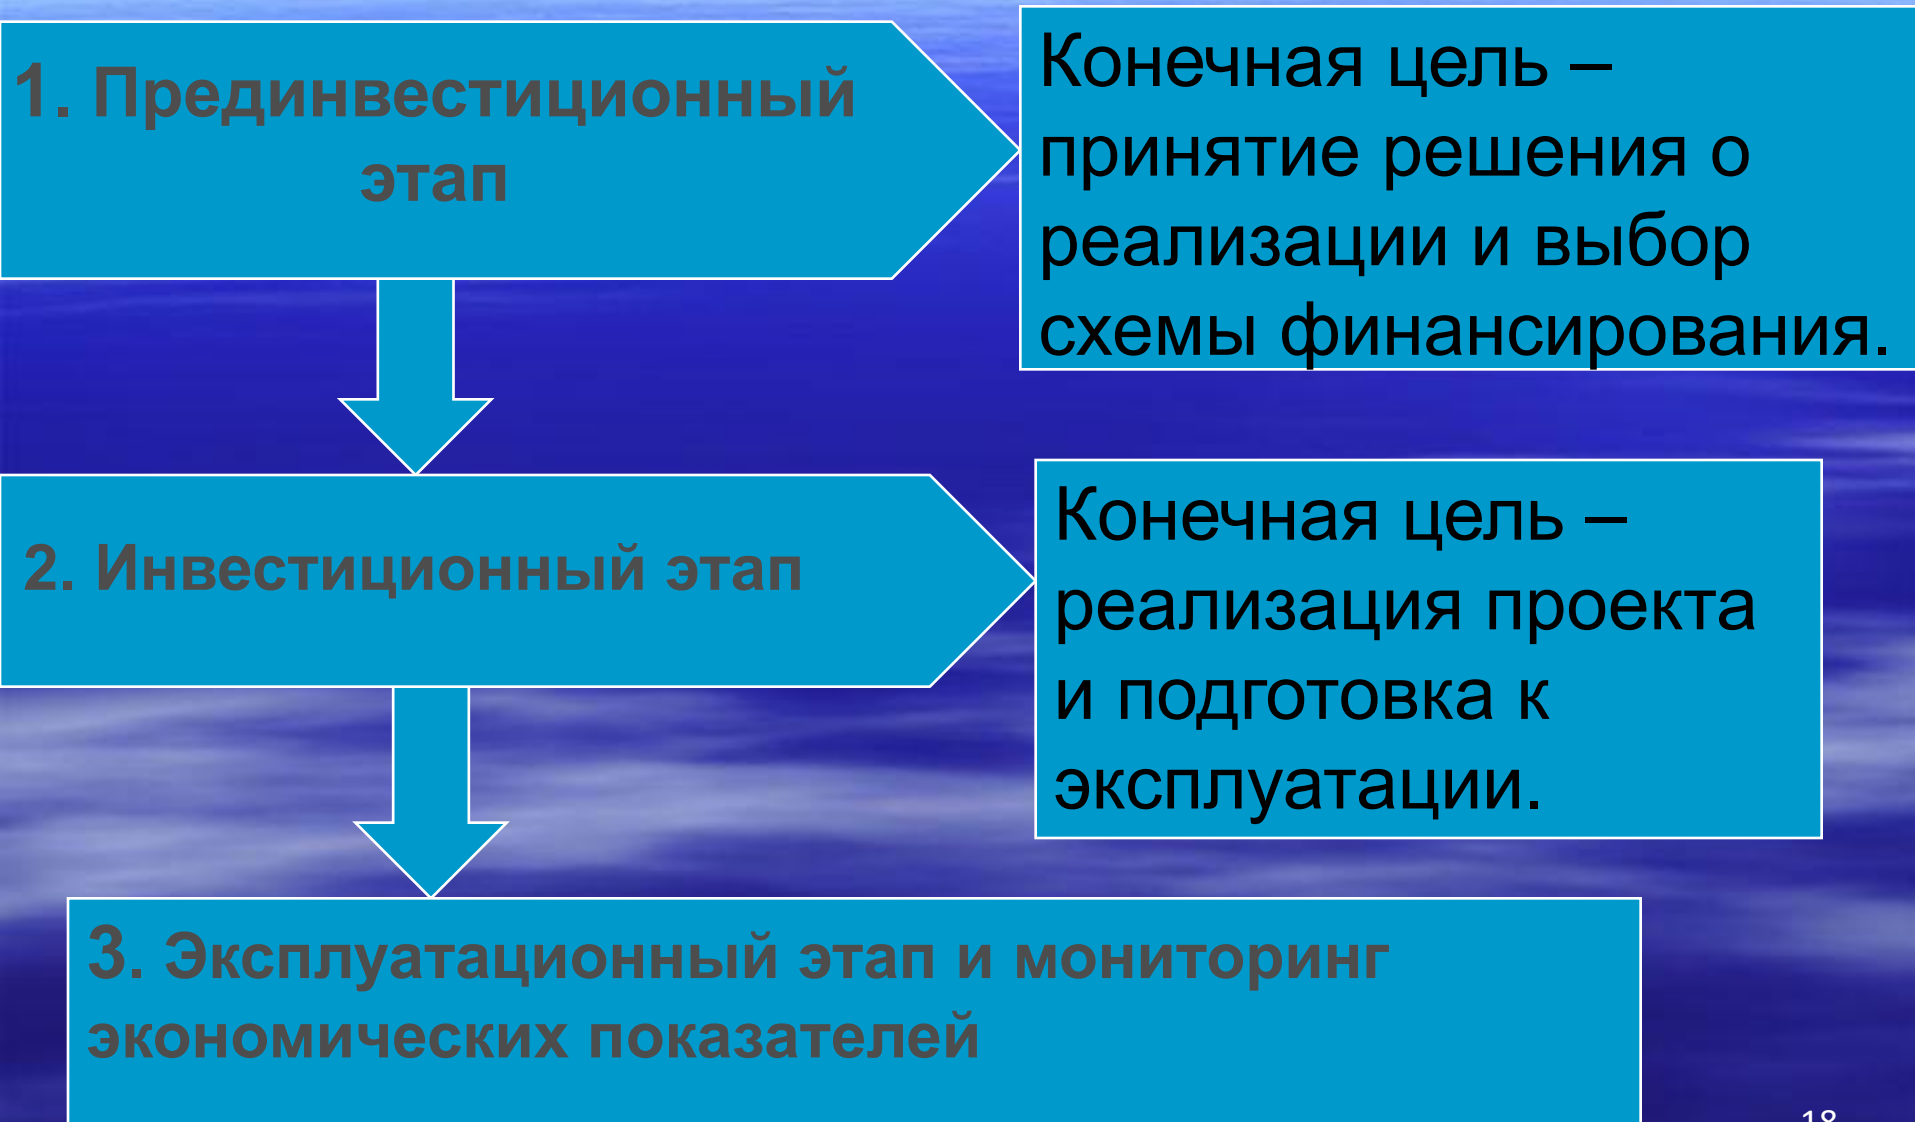 1. Прединвестиционный
этап
Конечная цель –
принятие решения о
реализации и выбор
схемы финансирования.
2. Инвестиционный этап
Конечная цель –
реализация проекта
и подготовка к
эксплуатации.
3. Эксплуатационный этап и мониторинг
экономических показателей
18